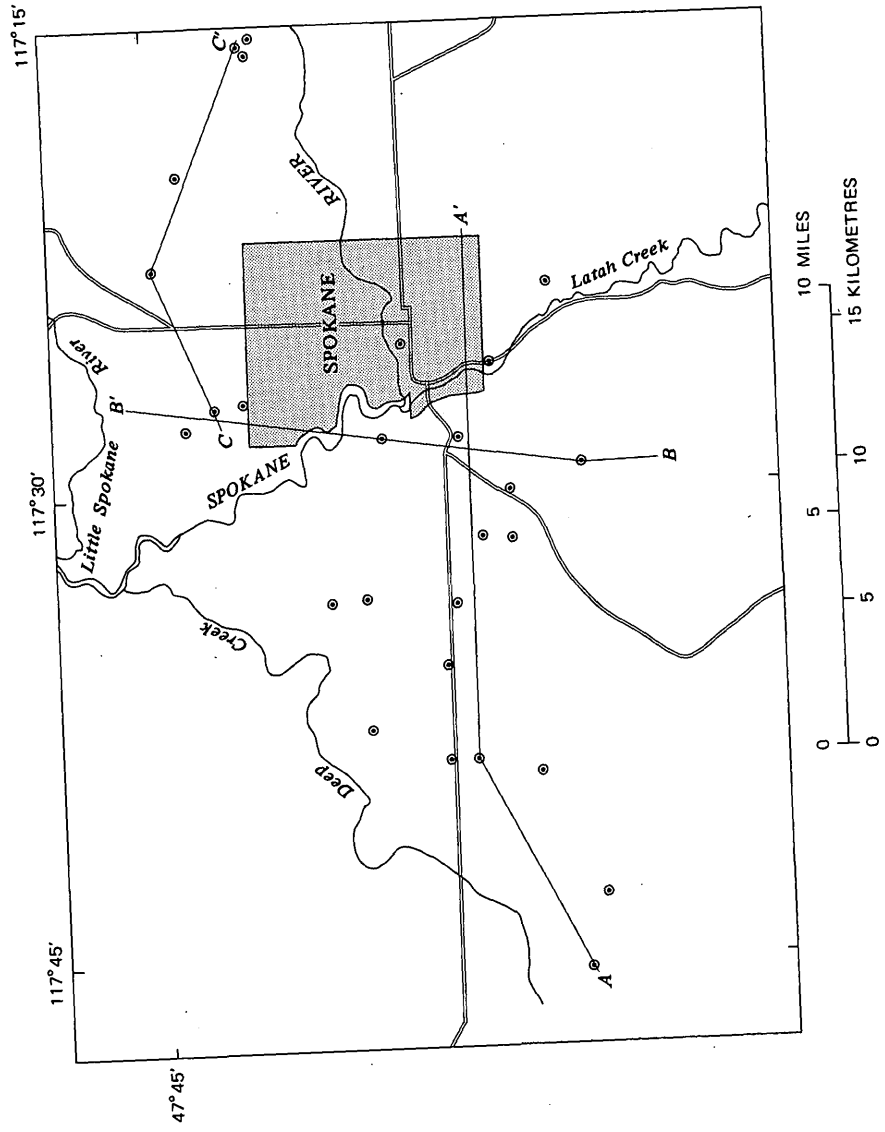 117°45′
117°30′
117°15′
47°45′
Little Spokane
River
B′
C
C′
SPOKANE
RIVER
Creek
Deep
SPOKANE
A′
A
B
Latah Creek
0
5
10 MILES
0
5
10
15 KILOMETRES